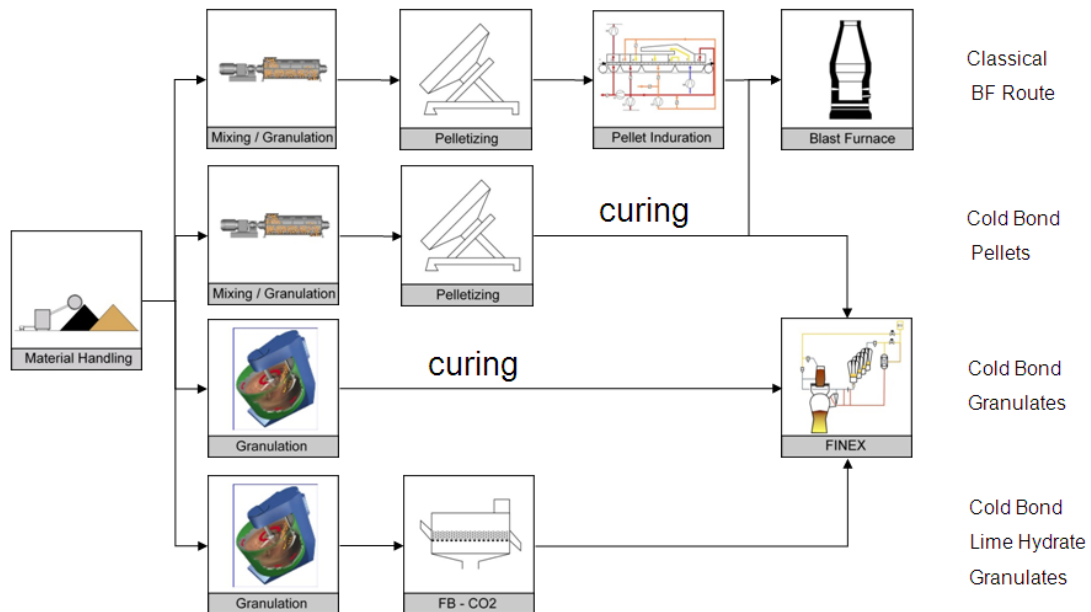 Mixing / Granulation
Pelletizing
Pellet Induration
Blast Furnace
Classical
BF Route
Mixing / Granulation
Pelletizing
curing
Cold Bond
Pellets
Material Handling
Granulation
curing
FINEX
Cold Bond
Granulates
Granulation
FB - CO2
Cold Bond
Lime Hydrate
Granulates